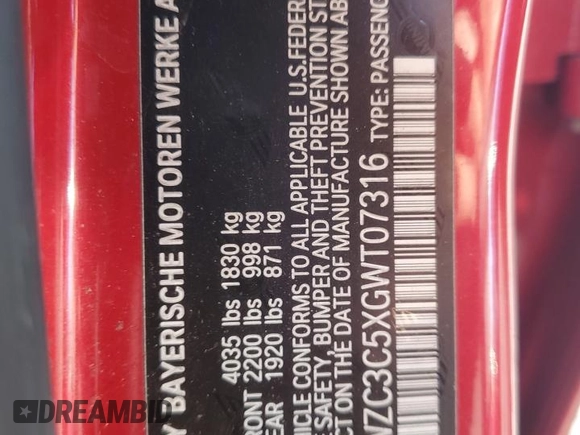 Y BAYERISCHE MOTOREN WERKE A
4035 lbs 1830 kg
RONT 2200 lbs 998 kg
EAR 1920 lbs 871 kg
ICLE CONFORMS TO ALL APPLICABLE U.S.FEDER
E SAFETY, BUMPER AND THEFT PREVENTION ST
CT ON THE DATE OF MANUFACTURE SHOWN AB
ZC3C5XGWT07316 TYPE: PASSENG
DREAMBID